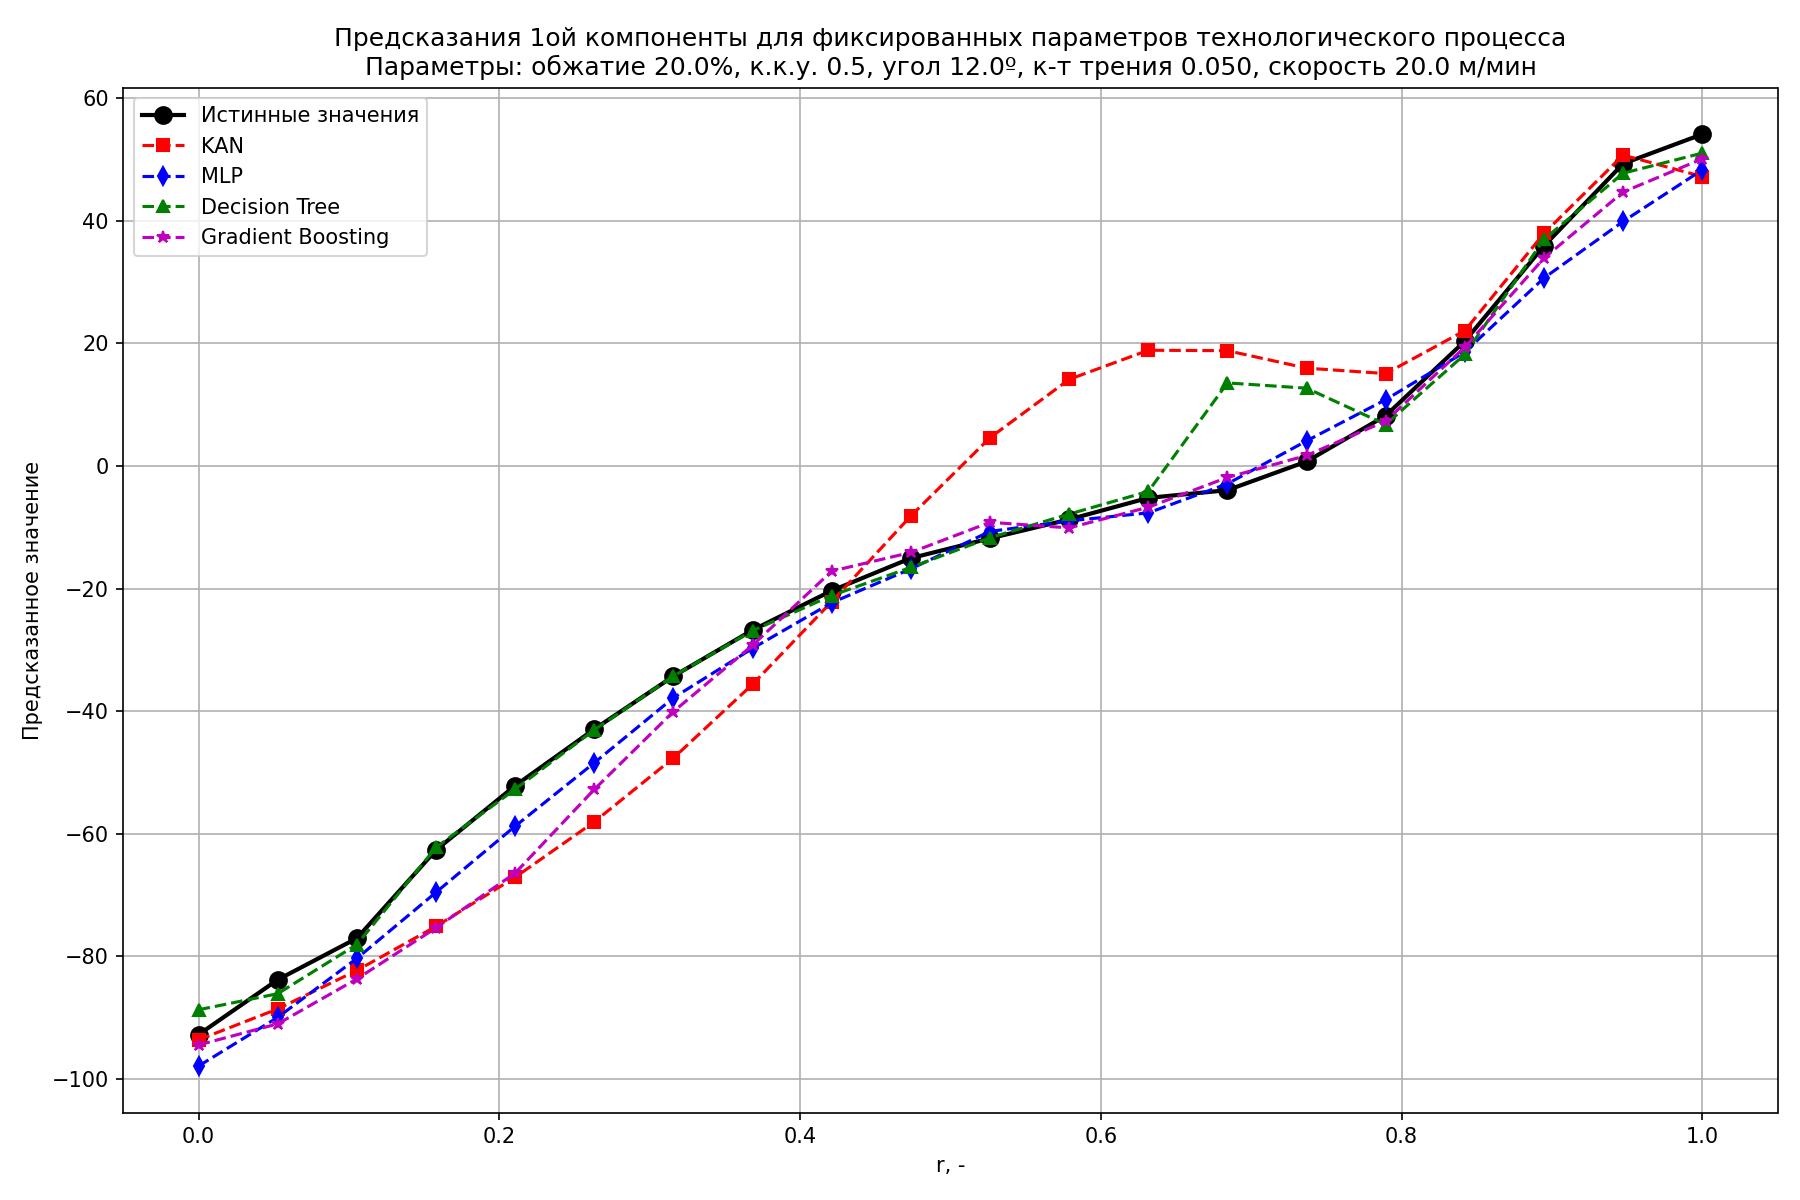 Предсказания 1ой компоненты для фиксированных параметров технологического процесса
Параметры: обжатие 20.0%, к.к.у. 0.5, угол 12.0º, к-т трения 0.050, скорость 20.0 м/мин
Истинные значения
KAN
MLP
Decision Tree
Gradient Boosting
Предсказанное значение
60
40
20
0
−20
−40
−60
−80
−100
0.0
0.2
0.4
0.6
0.8
1.0
r, -